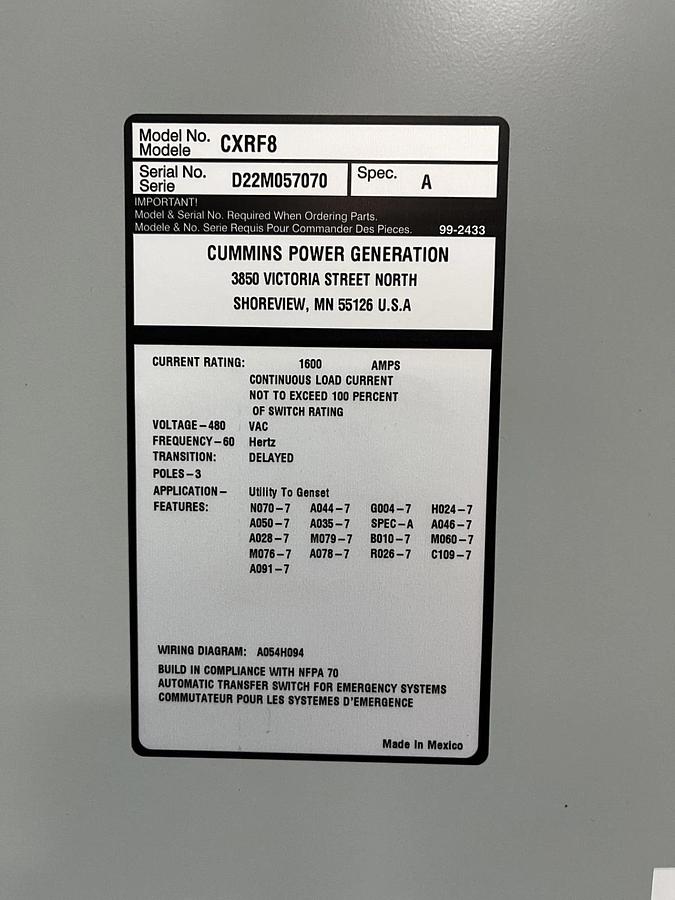 Model No.
Modele CXRF8
Serial No.
Serie D22M057070 Spec. A
IMPORTANT!
Model & Serial No. Required When Ordering Parts.
Modele & No. Serie Requis Pour Commander Des Pieces. 99-2433
CUMMINS POWER GENERATION
3850 VICTORIA STREET NORTH
SHOREVIEW, MN 55126 U.S.A
CURRENT RATING: 1600 AMPS
CONTINUOUS LOAD CURRENT
NOT TO EXCEED 100 PERCENT
OF SWITCH RATING
VOLTAGE-480 VAC
FREQUENCY-60 Hertz
TRANSITION: DELAYED
POLES-3
APPLICATION- Utility To Genset
FEATURES: N070-7 A044-7 G004-7 H024-7
A050-7 A035-7 SPEC-A A046-7
A028-7 M079-7 B010-7 M060-7
M076-7 A078-7 R026-7 C109-7
A091-7
WIRING DIAGRAM: A054H094
BUILD IN COMPLIANCE WITH NFPA 70
AUTOMATIC TRANSFER SWITCH FOR EMERGENCY SYSTEMS
COMMUTATEUR POUR LES SYSTEMES D'EMERGENCE
Made In Mexico